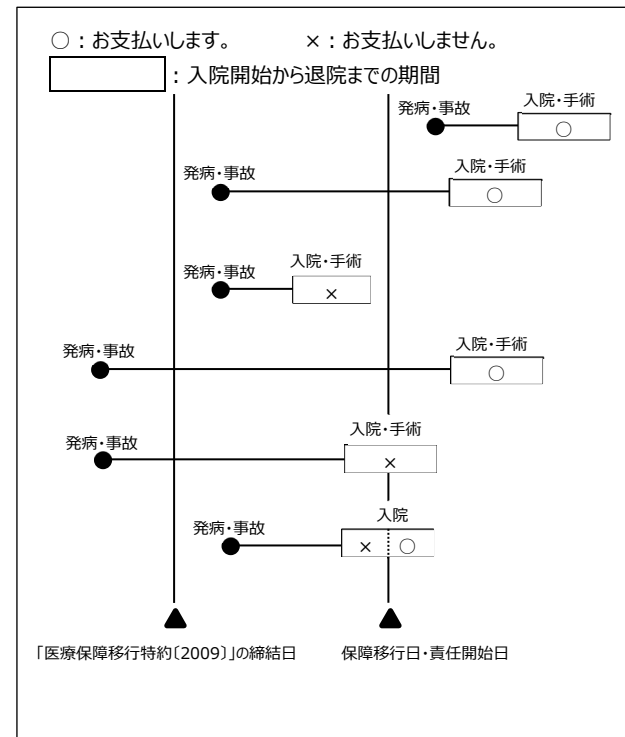 ○：お支払いします。　×：お支払いしません。
：入院開始から退院までの期間
発病・事故　入院・手術
○
発病・事故　入院・手術
○
発病・事故　入院・手術
×
発病・事故　入院・手術
○
発病・事故　入院・手術
×
発病・事故　入院
×　○
「医療保障移行特約〔2009〕」の締結日　保障移行日・責任開始日